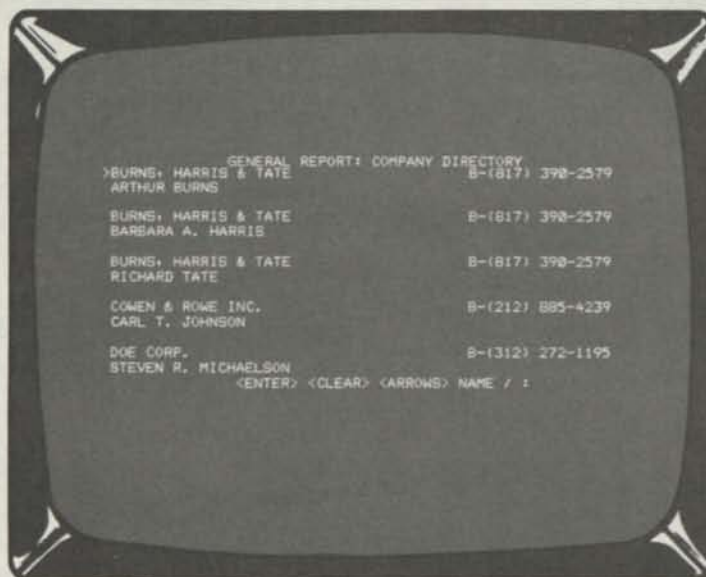 GENERAL REPORT: COMPANY DIRECTORY
>BURNS, HARRIS & TATE B-(817) 390-2579
ARTHUR BURNS
BURNS, HARRIS & TATE B-(817) 390-2579
BARBARA A. HARRIS
BURNS, HARRIS & TATE B-(817) 390-2579
RICHARD TATE
COWEN & ROWE INC. B-(212) 885-4239
CARL T. JOHNSON
DOE CORP. B-(312) 272-1195
STEVEN R. MICHAELSON
<ENTER> <CLEAR> <ARROWS> NAME / :